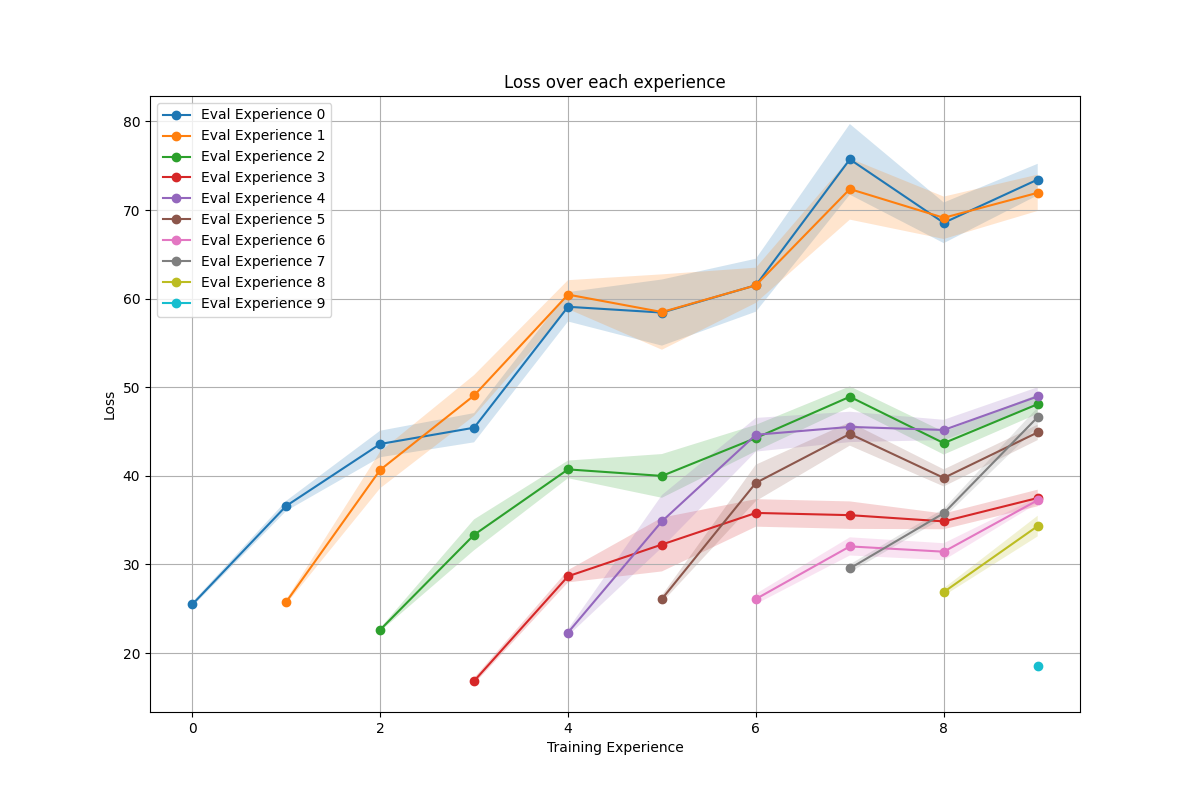 Loss over each experience
Eval Experience 0
Eval Experience 1
Eval Experience 2
Eval Experience 3
Eval Experience 4
Eval Experience 5
Eval Experience 6
Eval Experience 7
Eval Experience 8
Eval Experience 9
80
70
60
50
40
30
20
Loss
0 2 4 6 8
Training Experience